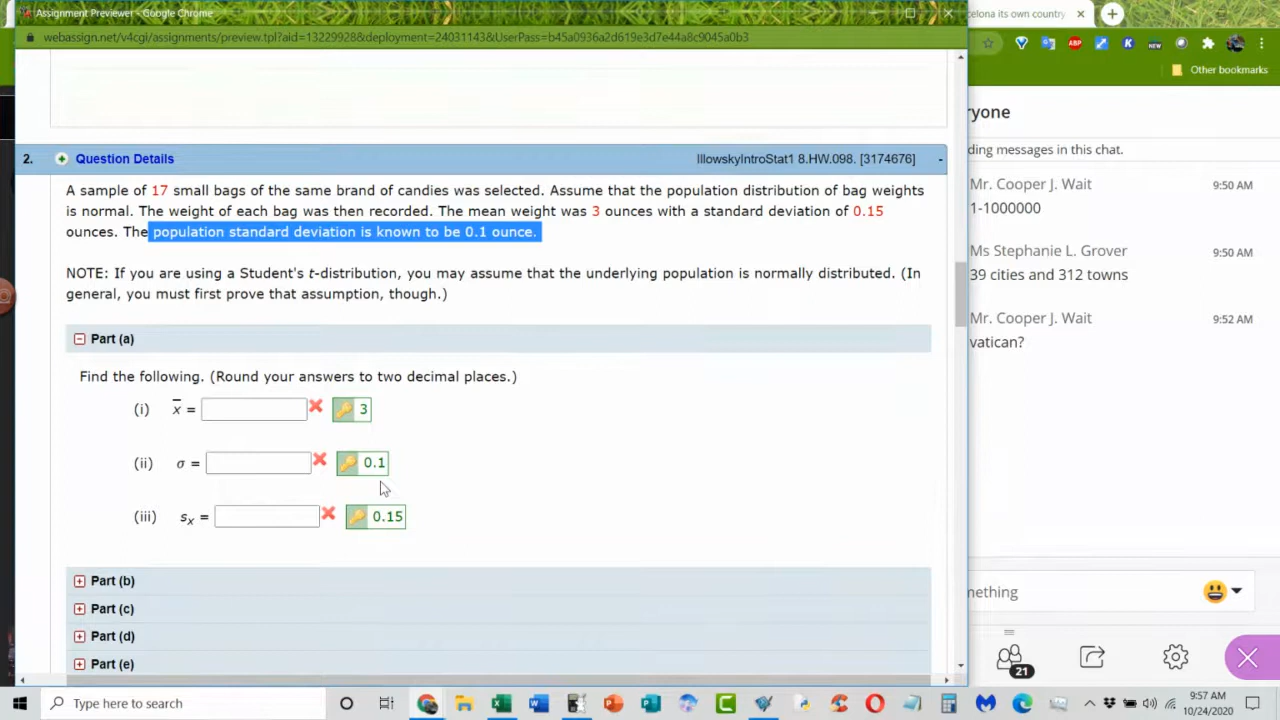 Assignment Previewer - Google Chrome
celona its own country
webassign.net/v4cgi/assignments/preview.tpl?aid=13229928&deployment=24031143&UserPass=b45a0936a2d619e3d7e44a8c9045a0b3
ABP
K
NEW
Other bookmarks
ryone
ding messages in this chat.
2. Question Details
IllowskyIntroStat1 8.HW.098. [3174676] -
A sample of 17 small bags of the same brand of candies was selected. Assume that the population distribution of bag weights
is normal. The weight of each bag was then recorded. The mean weight was 3 ounces with a standard deviation of 0.15
ounces. The population standard deviation is known to be 0.1 ounce.
NOTE: If you are using a Student's t-distribution, you may assume that the underlying population is normally distributed. (In
general, you must first prove that assumption, though.)
Part (a)
Find the following. (Round your answers to two decimal places.)
(i) x̅ =
3
(ii) σ =
0.1
(iii) sₓ =
0.15
Part (b)
Part (c)
Part (d)
Part (e)
Mr. Cooper J. Wait 9:50 AM
1-1000000
Ms Stephanie L. Grover 9:50 AM
39 cities and 312 towns
Mr. Cooper J. Wait 9:52 AM
vatican?
nething
21
Type here to search
9:57 AM
10/24/2020